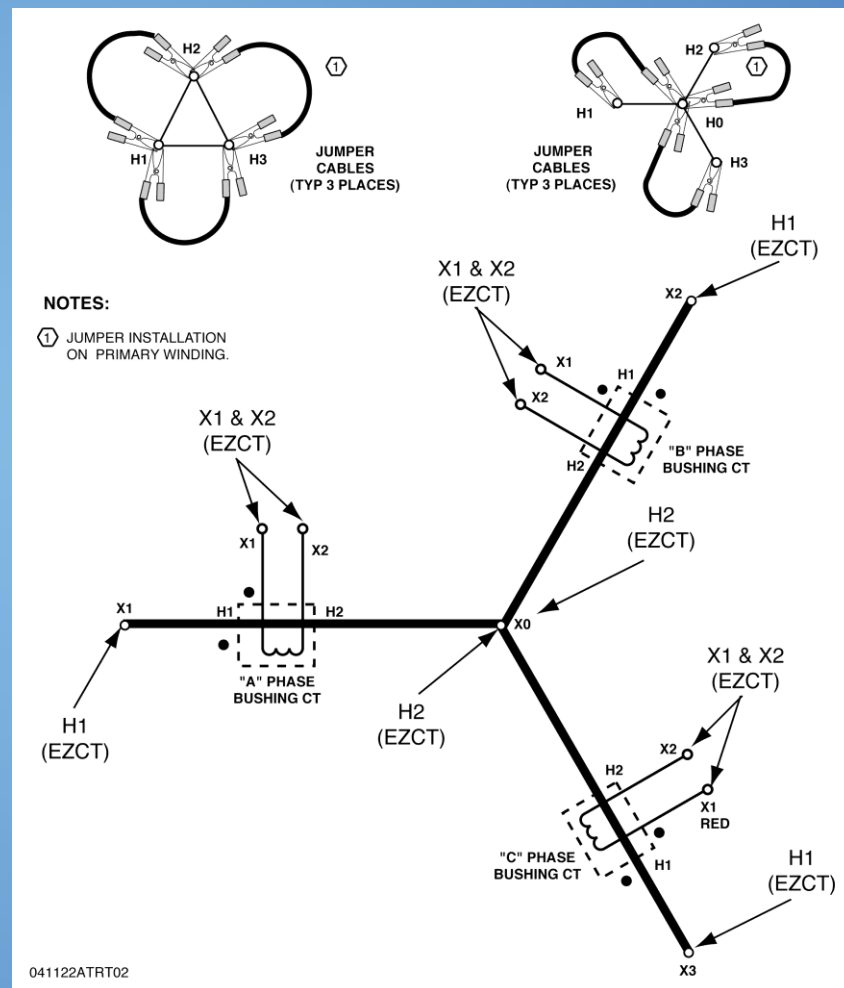 H2
1
H1
H3
JUMPER
CABLES
(TYP 3 PLACES)
H2
1
H1
H0
H3
JUMPER
CABLES
(TYP 3 PLACES)
NOTES:
1 JUMPER INSTALLATION
ON PRIMARY WINDING.
H1
(EZCT)
X2
X1 & X2
(EZCT)
X1
X2
H1
H2
"B" PHASE
BUSHING CT
X1 & X2
(EZCT)
X1
X2
X1
H1
H2
"A" PHASE
BUSHING CT
H1
(EZCT)
H2
(EZCT)
X0
H2
(EZCT)
X1 & X2
(EZCT)
X2
H2
X1
RED
"C" PHASE
BUSHING CT
H1
H1
(EZCT)
X3
041122ATRT02